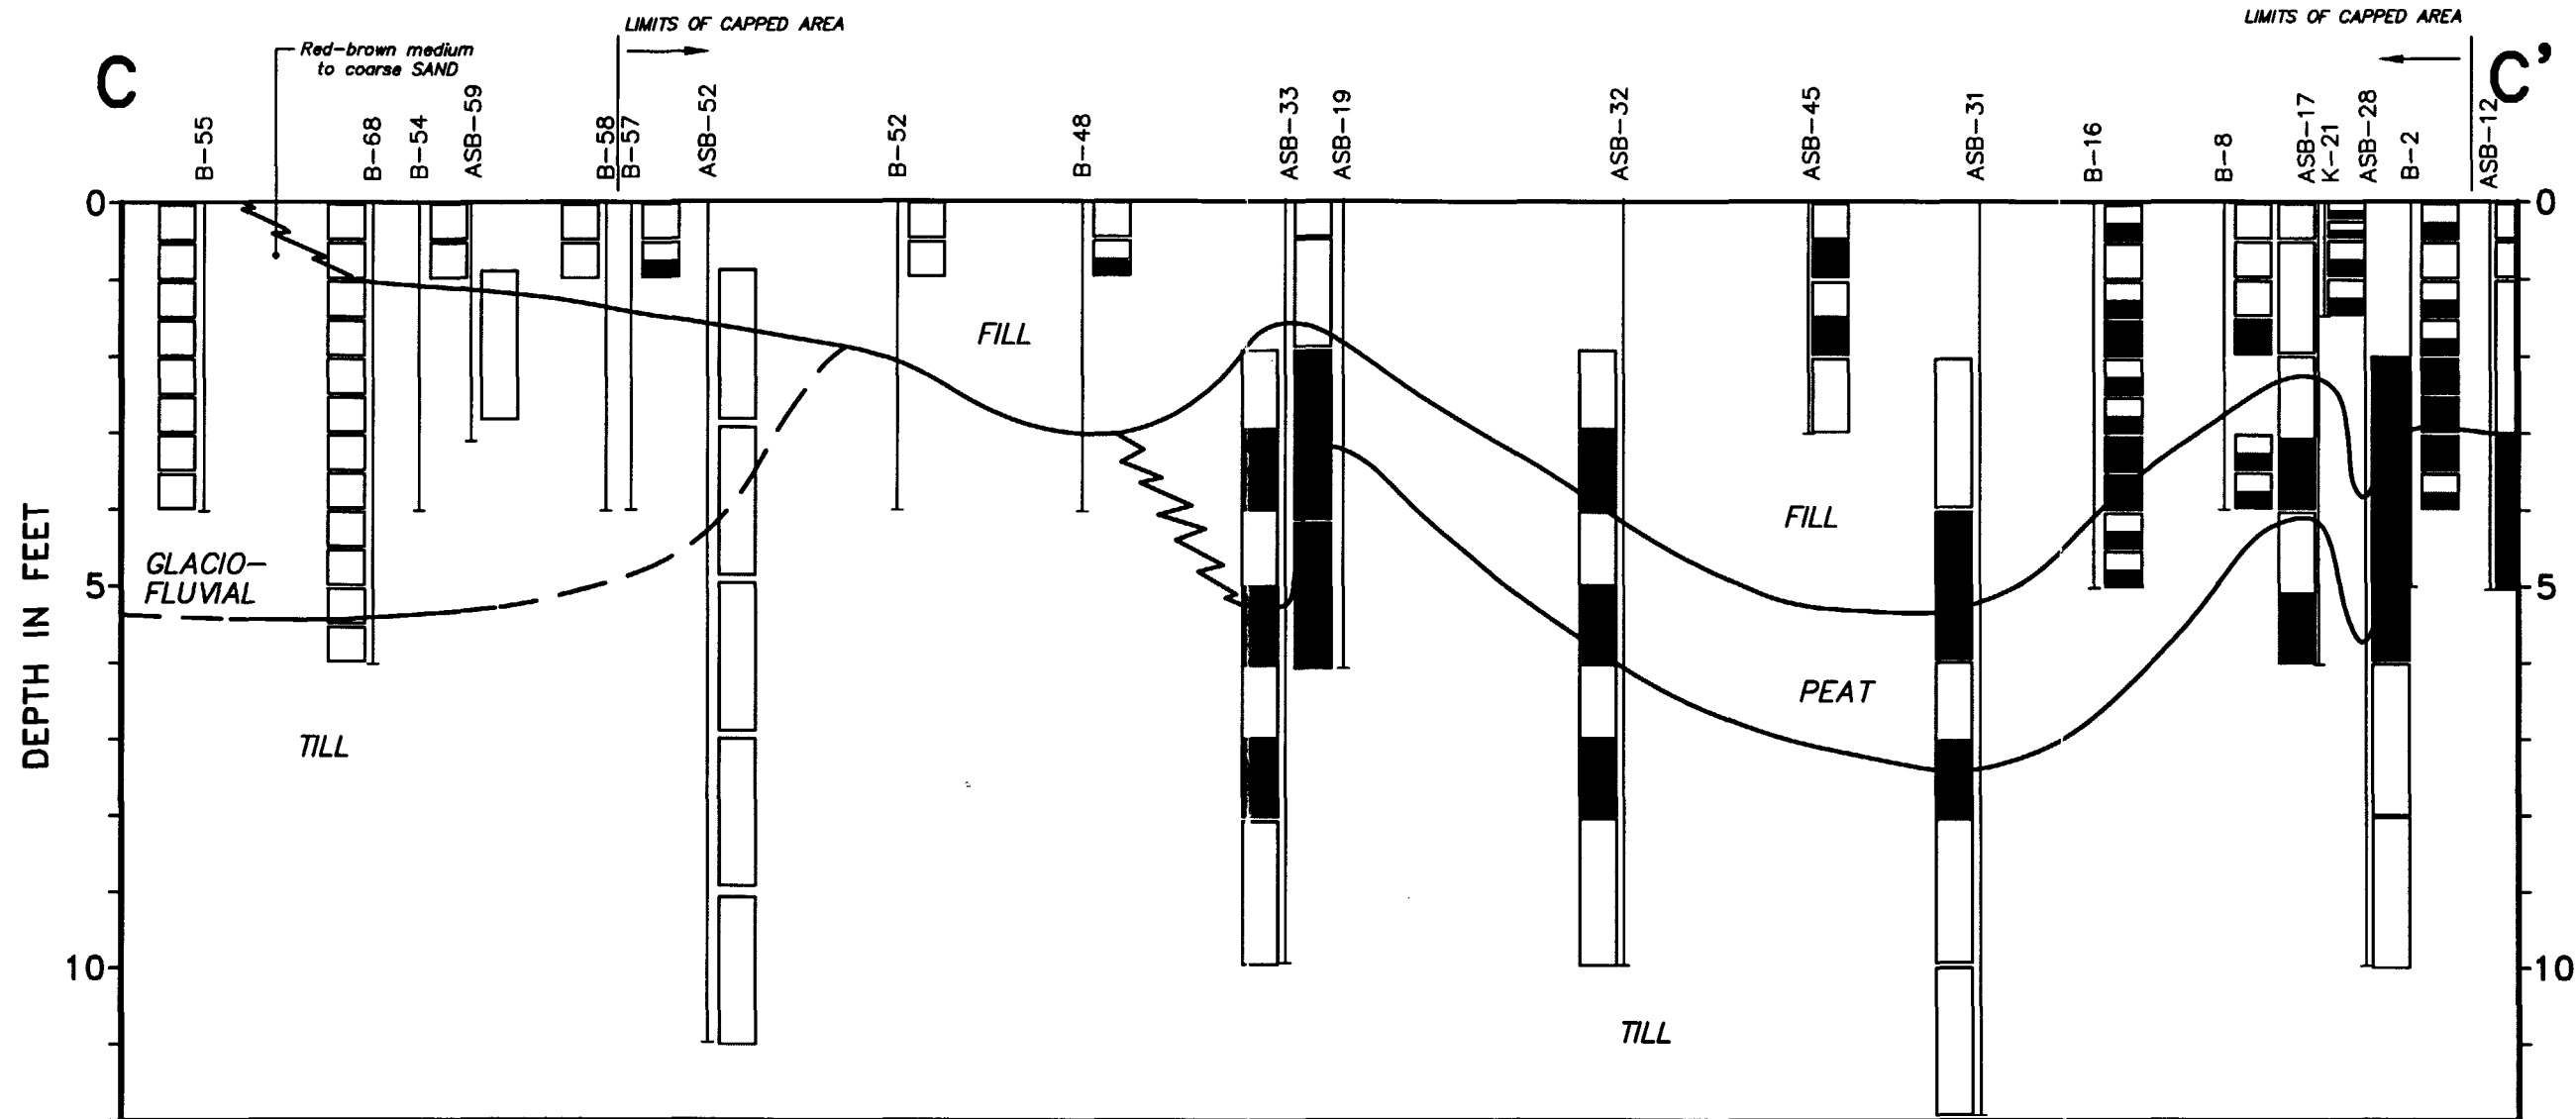 LIMITS OF CAPPED AREA
LIMITS OF CAPPED AREA
Red-brown medium
to coarse SAND
C
C'
B-55
B-68
B-54
ASB-59
B-58
B-57
ASB-52
B-52
B-48
ASB-33
ASB-19
ASB-32
ASB-45
ASB-31
B-16
B-8
ASB-17
K-21
ASB-28
B-2
ASB-12
0
0
FILL
FILL
GLACIO-
FLUVIAL
5
5
DEPTH IN FEET
PEAT
TILL
10
10
TILL